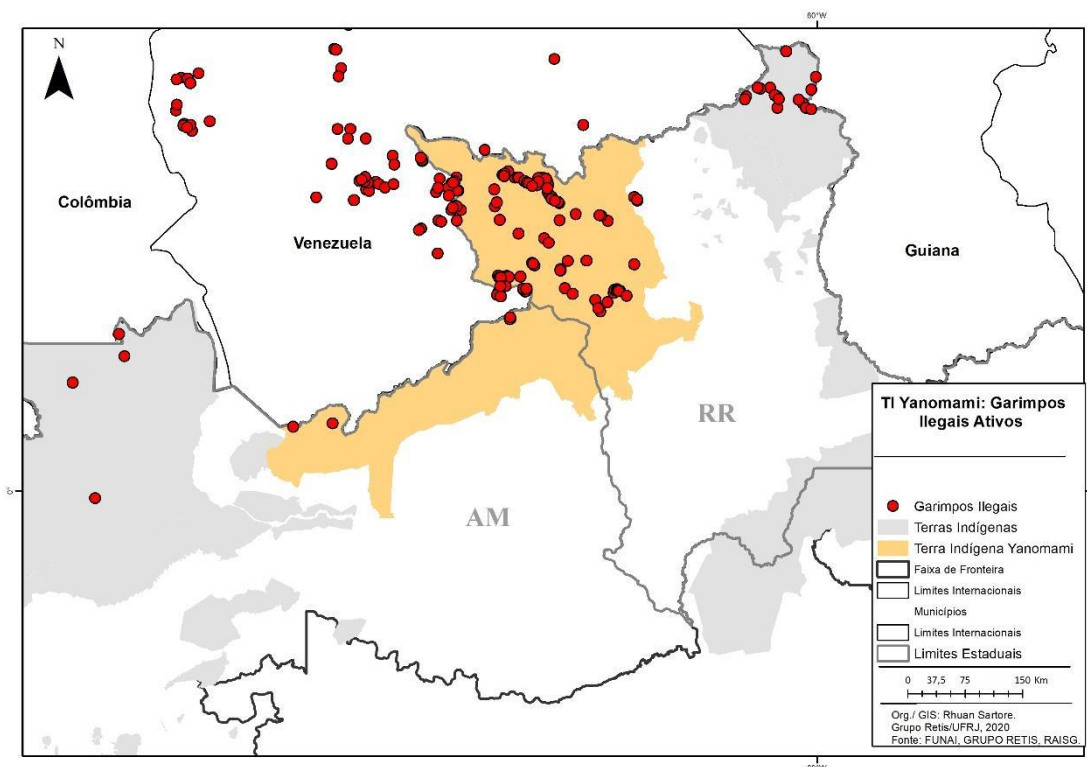 60°W
N
Colômbia
Venezuela
Guiana
RR
AM
0°
TI Yanomami: Garimpos
Ilegais Ativos
Garimpos Ilegais
Terras Indígenas
Terra Indígena Yanomami
Faixa de Fronteira
Limites Internacionais
Municípios
Limites Internacionais
Limites Estaduais
0 37,5 75 150 Km
Org./ GIS: Rhuan Sartore.
Grupo Retis/UFRJ, 2020
Fonte: FUNAI, GRUPO RETIS, RAISG.